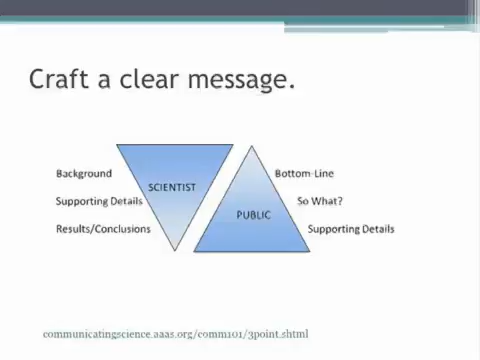 Craft a clear message.
Background
Supporting Details
Results/Conclusions
SCIENTIST
PUBLIC
Bottom-Line
So What?
Supporting Details
communicatingscience.aaas.org/comm101/3point.shtml